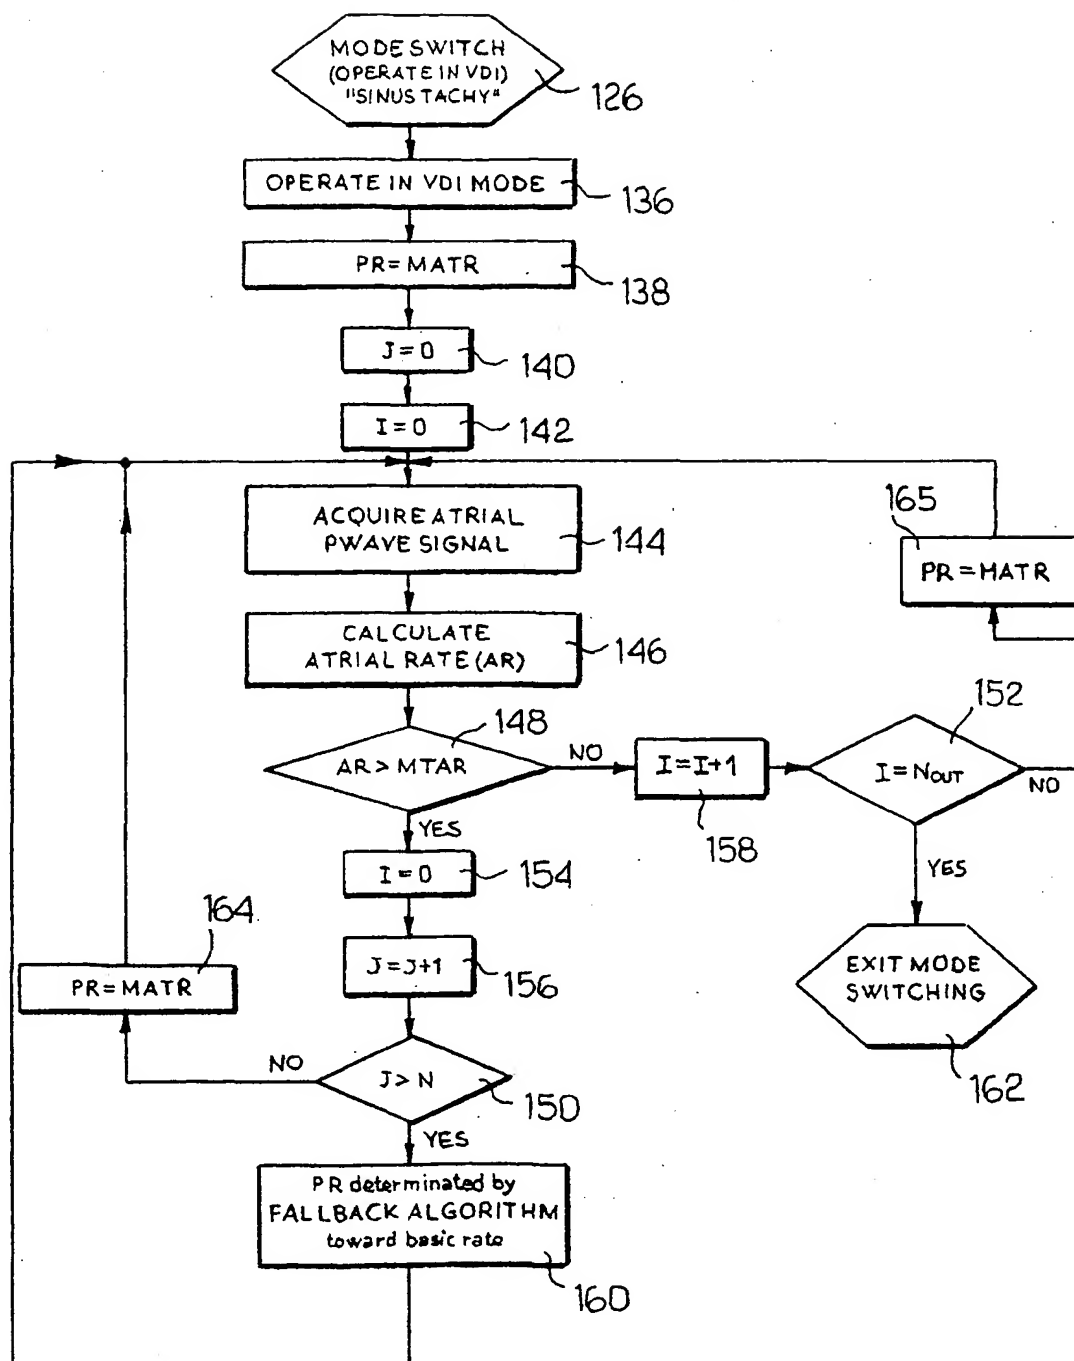 MODE SWITCH
(OPERATE IN VDI)
"SINUS TACHY"
126
OPERATE IN VDI MODE
136
PR=MATR
138
J=0
140
I=0
142
ACQUIRE ATRIAL
PWAVE SIGNAL
144
165
PR=MATR
CALCULATE
ATRIAL RATE (AR)
146
148
AR > MTAR
NO
I=I+1
158
152
I=NOUT
NO
YES
YES
I=0
154
J=J+1
156
164
PR=MATR
EXIT MODE
SWITCHING
162
NO
J>N
150
YES
PR determinated by
FALLBACK ALGORITHM
toward basic rate
160